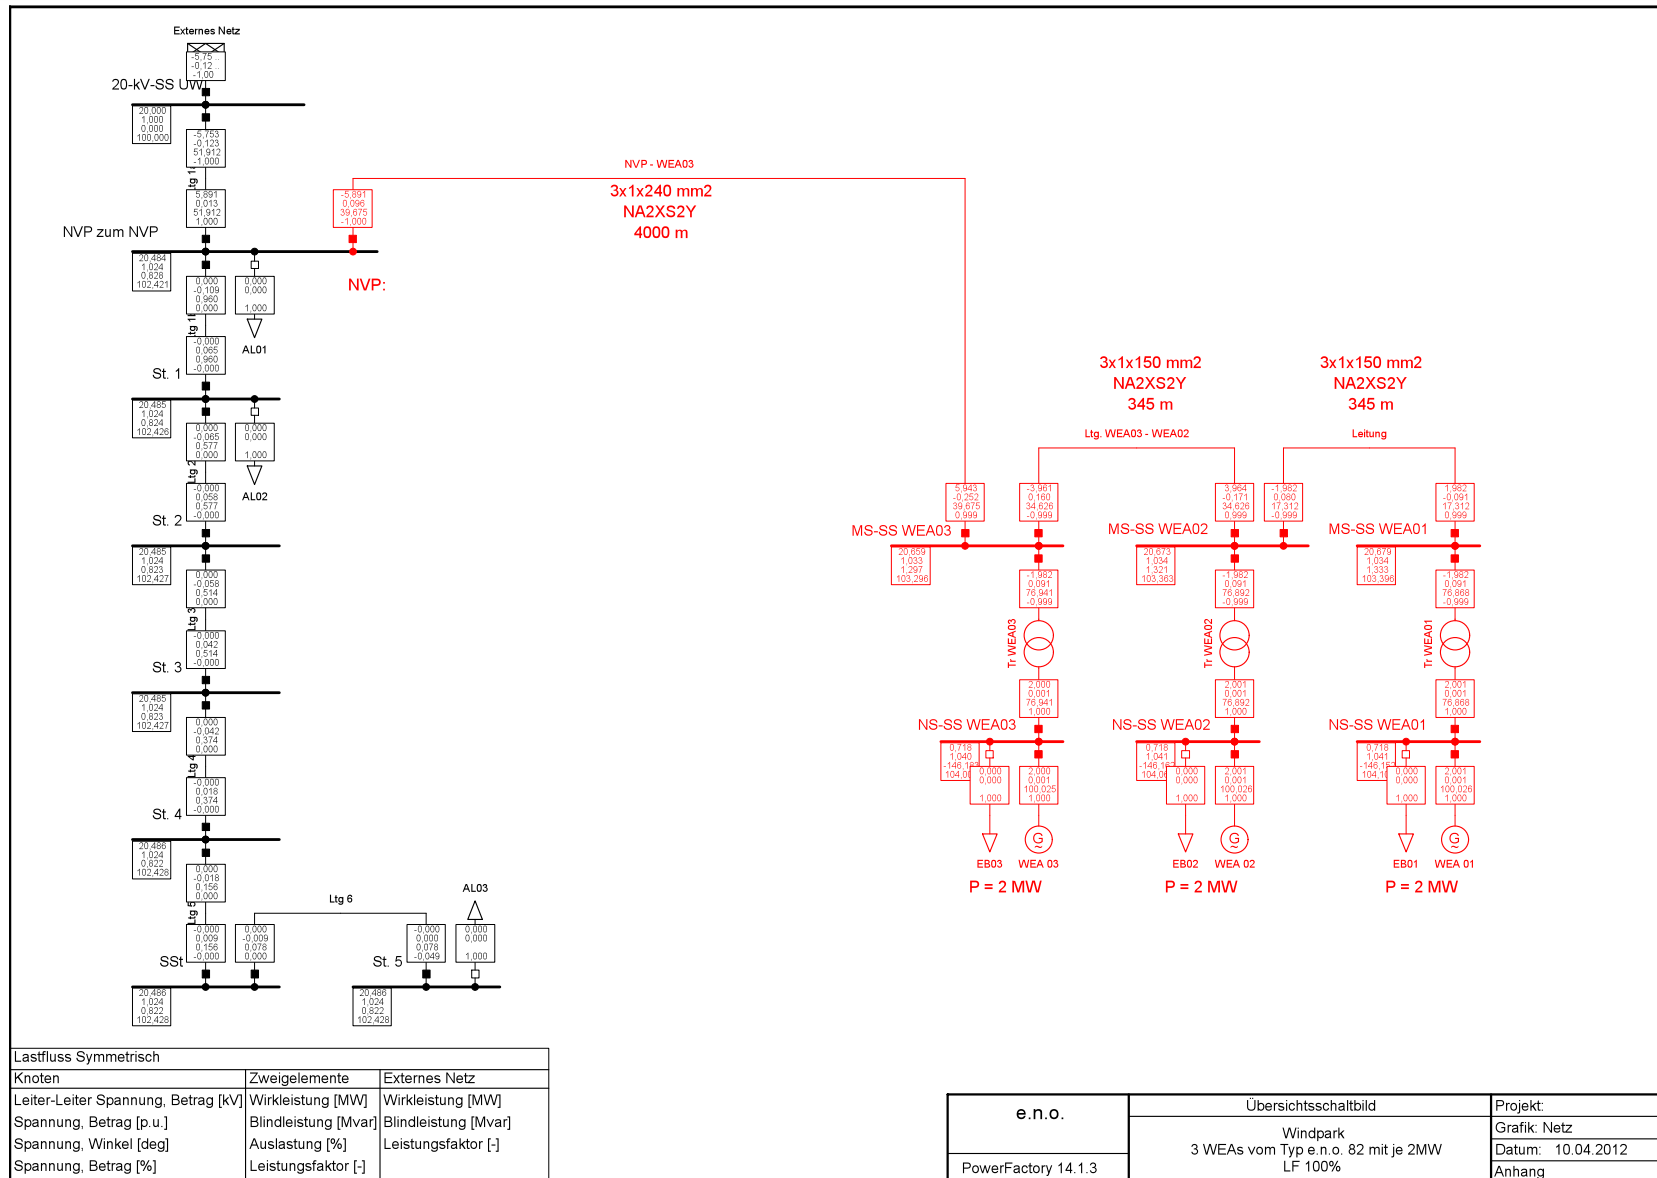 Externes Netz
-5,75 ..
-0,12 ..
-1,00
20-kV-SS UW
20,000
1,000
0,000
100,000
-5,753
-0,123
51,912
-1,000
5,891
0,013
51,912
1,000
NVP - WEA03
3x1x240 mm2
NA2XS2Y
4000 m
-5,891
0,096
39,675
-1,000
NVP zum NVP
20,484
1,024
0,828
102,421
NVP:
0,000
-0,109
0,960
0,000
0,000
0,000
1,000
AL01
-0,000
0,065
0,960
-0,000
St. 1
20,485
1,024
0,824
102,426
0,000
-0,065
0,577
0,000
0,000
0,000
1,000
AL02
Ltg 2
-0,000
0,058
0,577
-0,000
St. 2
20,485
1,024
0,823
102,427
0,000
-0,058
0,514
0,000
Ltg 3
-0,000
0,042
0,514
-0,000
St. 3
20,485
1,024
0,823
102,427
0,000
-0,042
0,374
0,000
Ltg 4
-0,000
0,018
0,374
-0,000
St. 4
20,486
1,024
0,822
102,428
0,000
-0,018
0,156
0,000
Ltg 5
-0,000
0,009
0,156
-0,000
SSt
20,486
1,024
0,822
102,428
0,000
-0,009
0,078
0,000
Ltg 6
-0,000
0,000
0,078
-0,049
St. 5
20,486
1,024
0,822
102,428
AL03
0,000
0,000
1,000
3x1x150 mm2
NA2XS2Y
345 m
3x1x150 mm2
NA2XS2Y
345 m
Ltg. WEA03 - WEA02
Leitung
5,943
-0,252
39,675
0,999
-3,961
0,160
34,626
-0,999
3,964
-0,171
34,626
0,999
-1,982
0,080
17,312
-0,999
1,982
-0,091
17,312
0,999
MS-SS WEA03
MS-SS WEA02
MS-SS WEA01
20,659
1,033
1,297
103,296
20,673
1,034
1,321
103,363
20,679
1,034
1,333
103,396
-1,982
0,091
76,941
-0,999
-1,982
0,091
76,892
-0,999
-1,982
0,091
76,868
-0,999
Tr WEA03
Tr WEA02
Tr WEA01
2,000
0,001
76,941
1,000
2,001
0,001
76,892
1,000
2,001
0,001
76,868
1,000
NS-SS WEA03
NS-SS WEA02
NS-SS WEA01
0,718
1,040
0,718
1,041
0,718
1,041
0,000
0,000
1,000
2,000
0,001
100,025
1,000
0,000
0,000
1,000
2,001
0,001
100,026
1,000
0,000
0,000
1,000
2,001
0,001
100,026
1,000
G
G
G
EB03
WEA 03
EB02
WEA 02
EB01
WEA 01
P = 2 MW
P = 2 MW
P = 2 MW
Lastfluss Symmetrisch
Knoten Zweigelemente Externes Netz
Leiter-Leiter Spannung, Betrag [kV] Wirkleistung [MW] Wirkleistung [MW]
Spannung, Betrag [p.u.] Blindleistung [Mvar] Blindleistung [Mvar]
Spannung, Winkel [deg] Auslastung [%] Leistungsfaktor [-]
Spannung, Betrag [%] Leistungsfaktor [-]
e.n.o.
PowerFactory 14.1.3
Übersichtsschaltbild
Windpark
3 WEAs vom Typ e.n.o. 82 mit je 2MW
LF 100%
Projekt:
Grafik: Netz
Datum: 10.04.2012
Anhang